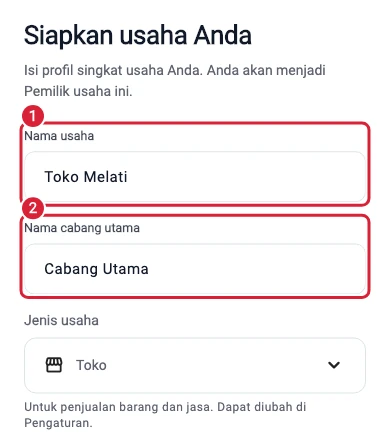 Siapkan usaha Anda
Isi profil singkat usaha Anda. Anda akan menjadi
Pemilik usaha ini.
1
Nama usaha
Toko Melati
2
Nama cabang utama
Cabang Utama
Jenis usaha
Toko
Untuk penjualan barang dan jasa. Dapat diubah di
Pengaturan.